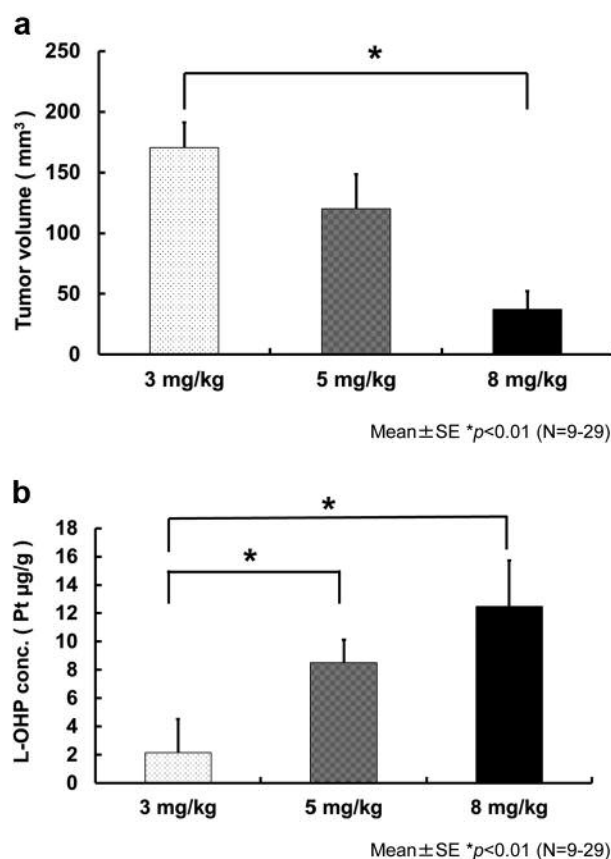 a
Tumor volume ( mm³ )
250
200
150
100
50
0
*
3 mg/kg 5 mg/kg 8 mg/kg
Mean±SE *p<0.01 (N=9-29)
b
L-OHP conc. ( Pt µg/g )
18
16
14
12
10
8
6
4
2
0
*
*
3 mg/kg 5 mg/kg 8 mg/kg
Mean±SE *p<0.01 (N=9-29)